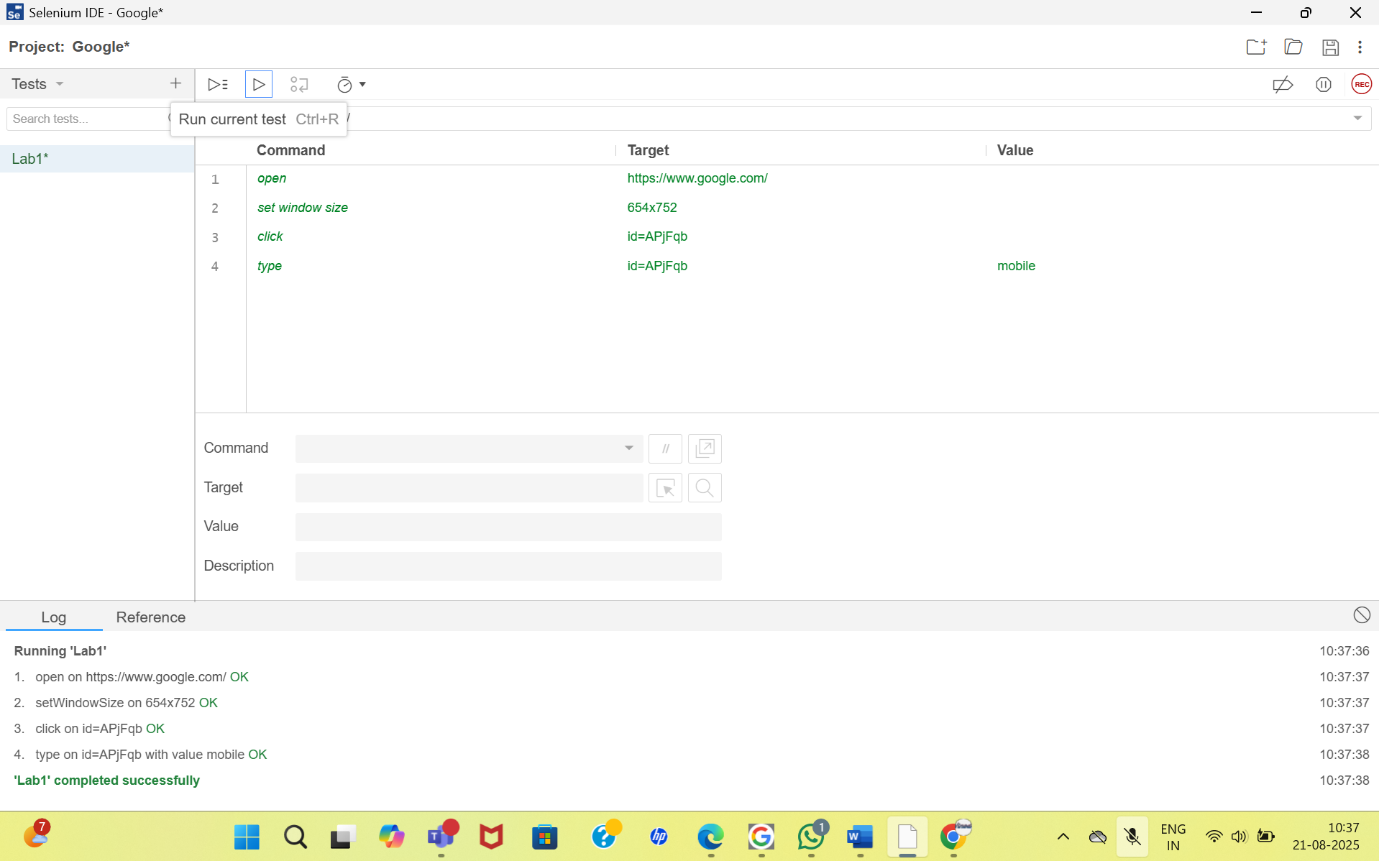 Selenium IDE - Google*
Project: Google*
Tests
Search tests...
Run current test Ctrl+R /
Lab1*
Command Target Value
1 open https://www.google.com/
2 set window size 654x752
3 click id=APjFqb
4 type id=APjFqb mobile
REC
Command
//
Target
Value
Description
Log Reference
Running 'Lab1' 10:37:36
1. open on https://www.google.com/ OK 10:37:37
2. setWindowSize on 654x752 OK 10:37:37
3. click on id=APjFqb OK 10:37:37
4. type on id=APjFqb with value mobile OK 10:37:38
'Lab1' completed successfully 10:37:38
7
1
ENG
IN
10:37
21-08-2025